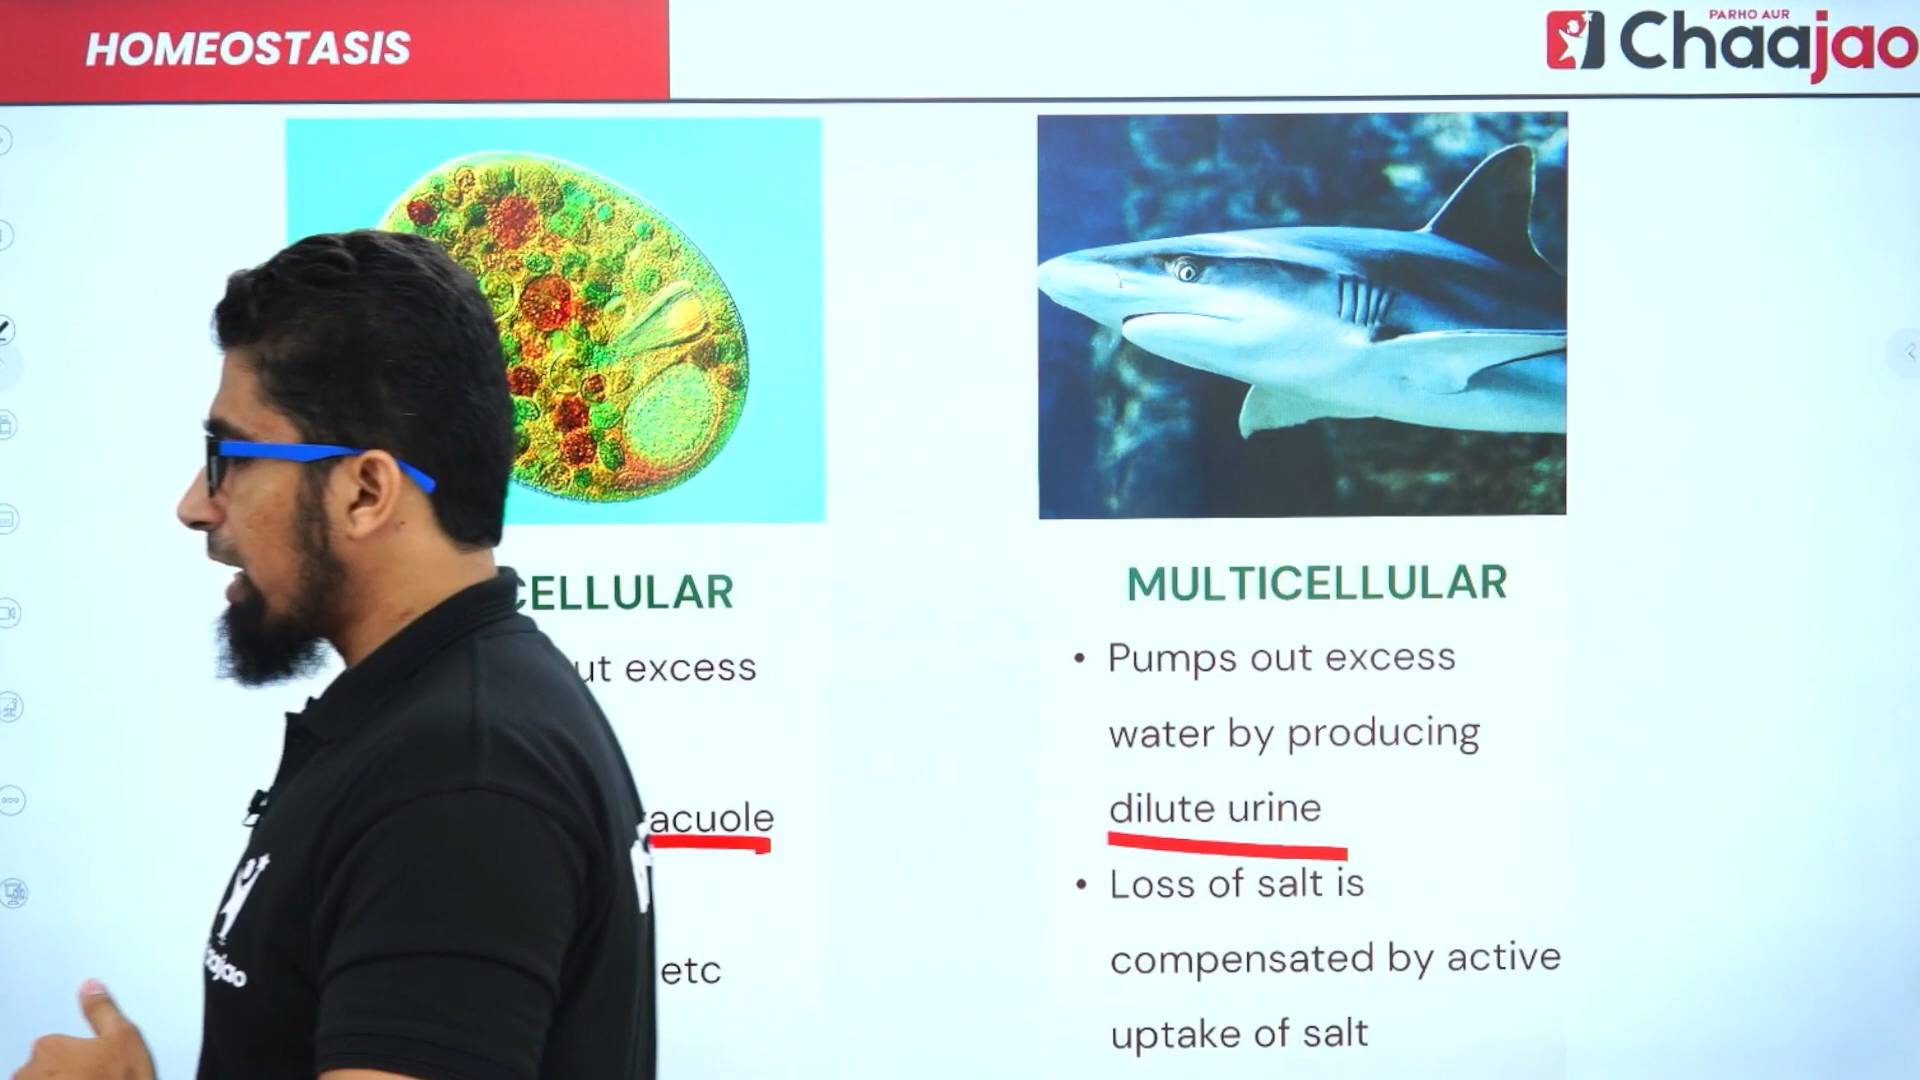 HOMEOSTASIS
PARHO AUR
Chaajao
CELLULAR
ut excess
acuole
etc
MULTICELLULAR
• Pumps out excess
water by producing
dilute urine
• Loss of salt is
compensated by active
uptake of salt